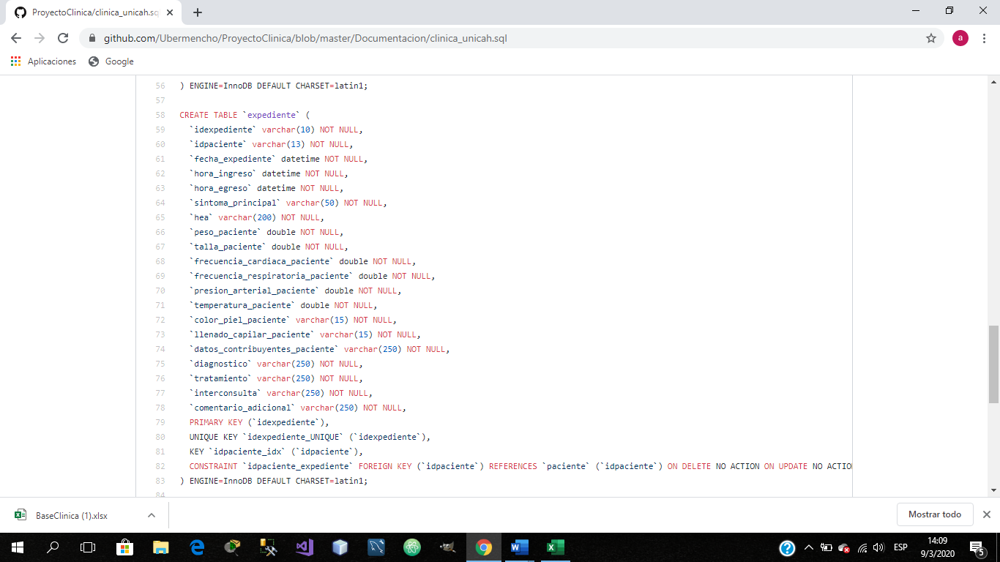 ProyectoClinica/clinica_unicah.sq
github.com/Ubermencho/ProyectoClinica/blob/master/Documentacion/clinica_unicah.sql
a
Aplicaciones
Google
56 ) ENGINE=InnoDB DEFAULT CHARSET=latin1;
57
58 CREATE TABLE `expediente` (
59 `idexpediente` varchar(10) NOT NULL,
60 `idpaciente` varchar(13) NOT NULL,
61 `fecha_expediente` datetime NOT NULL,
62 `hora_ingreso` datetime NOT NULL,
63 `hora_egreso` datetime NOT NULL,
64 `sintoma_principal` varchar(50) NOT NULL,
65 `hea` varchar(200) NOT NULL,
66 `peso_paciente` double NOT NULL,
67 `talla_paciente` double NOT NULL,
68 `frecuencia_cardiaca_paciente` double NOT NULL,
69 `frecuencia_respiratoria_paciente` double NOT NULL,
70 `presion_arterial_paciente` double NOT NULL,
71 `temperatura_paciente` double NOT NULL,
72 `color_piel_paciente` varchar(15) NOT NULL,
73 `llenado_capilar_paciente` varchar(15) NOT NULL,
74 `datos_contribuyentes_paciente` varchar(250) NOT NULL,
75 `diagnostico` varchar(250) NOT NULL,
76 `tratamiento` varchar(250) NOT NULL,
77 `interconsulta` varchar(250) NOT NULL,
78 `comentario_adicional` varchar(250) NOT NULL,
79 PRIMARY KEY (`idexpediente`),
80 UNIQUE KEY `idexpediente_UNIQUE` (`idexpediente`),
81 KEY `idpaciente_idx` (`idpaciente`),
82 CONSTRAINT `idpaciente_expediente` FOREIGN KEY (`idpaciente`) REFERENCES `paciente` (`idpaciente`) ON DELETE NO ACTION ON UPDATE NO ACTIO
83 ) ENGINE=InnoDB DEFAULT CHARSET=latin1;
84
BaseClinica (1).xlsx
Mostrar todo
ESP
14:09
9/3/2020
5